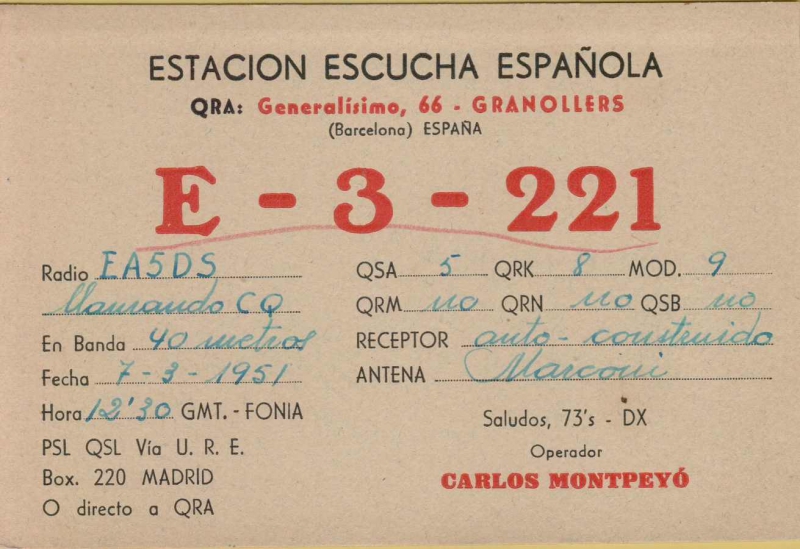 ESTACION ESCUCHA ESPAÑOLA
QRA: Generalísimo, 66 - GRANOLLERS
(Barcelona) ESPAÑA
E - 3 - 221
Radio EA5DS
Llamando CQ
En Banda 40 metros
Fecha 7-3-1951
Hora 12'30 GMT. - FONIA
PSL QSL Vía U. R. E.
Box. 220 MADRID
O directo a QRA
QSA 5 QRK 8 MOD. 9
QRM no QRN no QSB no
RECEPTOR auto-construido
ANTENA Marconi
Saludos, 73's - DX
Operador
CARLOS MONTPEYÓ